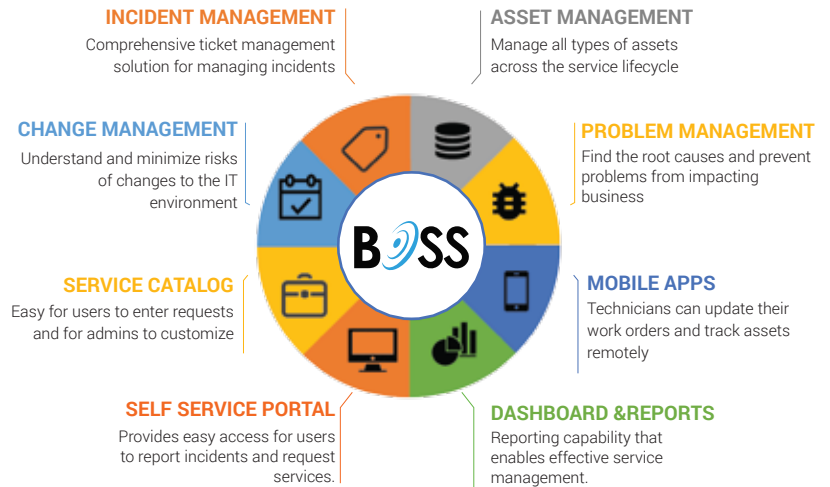 INCIDENT MANAGEMENT
Comprehensive ticket management
solution for managing incidents
ASSET MANAGEMENT
Manage all types of assets
across the service lifecycle
CHANGE MANAGEMENT
Understand and minimize risks
of changes to the IT
environment
PROBLEM MANAGEMENT
Find the root causes and prevent
problems from impacting
business
BOSS
SERVICE CATALOG
Easy for users to enter requests
and for admins to customize
MOBILE APPS
Technicians can update their
work orders and track assets
remotely
SELF SERVICE PORTAL
Provides easy access for users
to report incidents and request
services.
DASHBOARD &REPORTS
Reporting capability that
enables effective service
management.